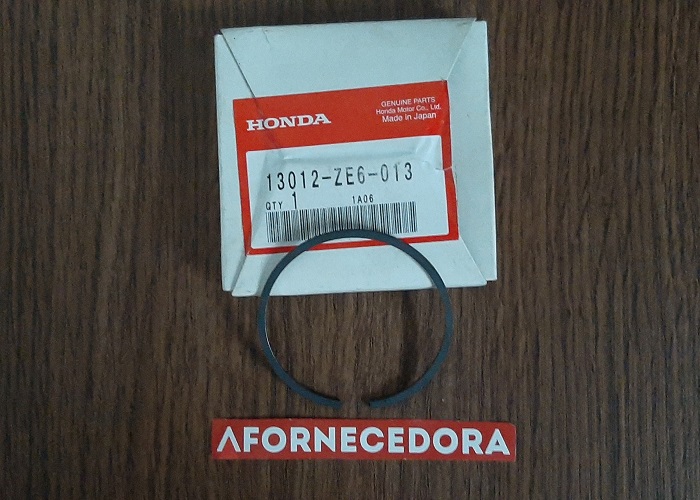 HONDA
GENUINE PARTS
Honda Motor Co., Ltd.
Made in Japan
13012-ZE6-013
QTY 1 1A06
AFORNECEDORA